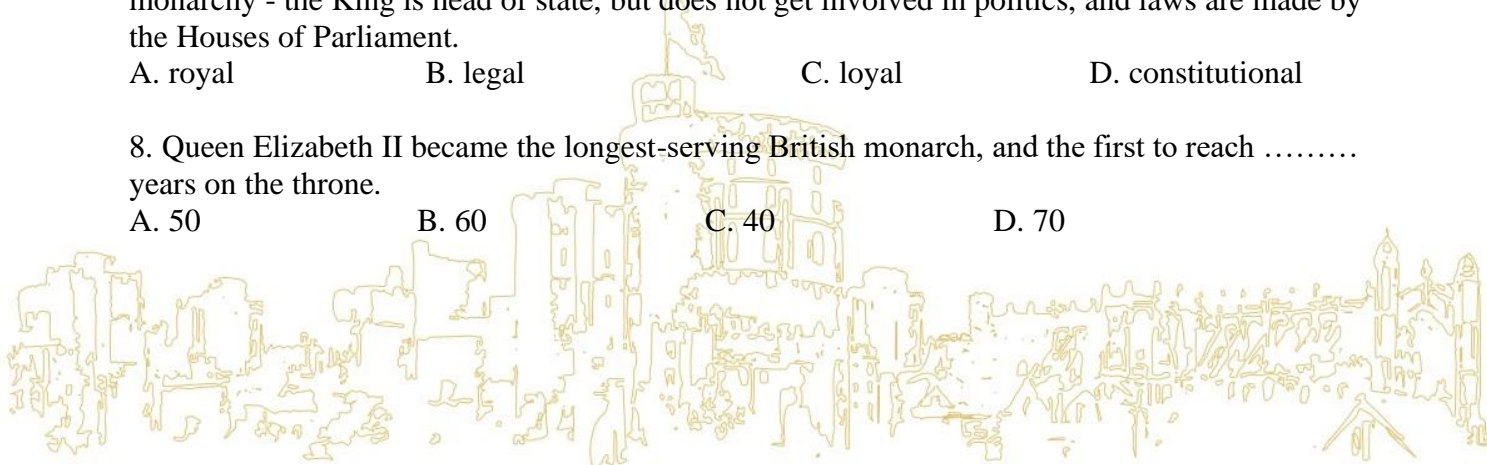 monarchy - the King is head of state, but does not get involved in politics, and laws are made by
the Houses of Parliament.
A. royal B. legal C. loyal D. constitutional
8. Queen Elizabeth II became the longest-serving British monarch, and the first to reach ………
years on the throne.
A. 50 B. 60 C. 40 D. 70